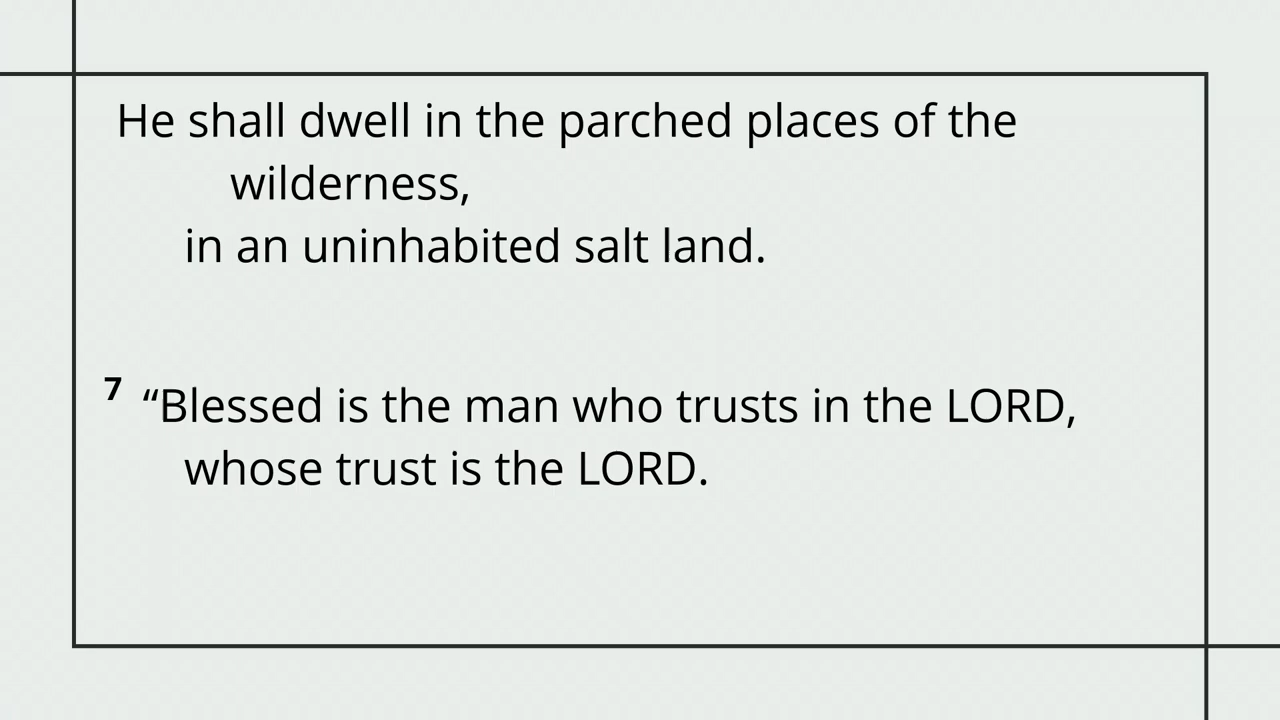 He shall dwell in the parched places of the
wilderness,
in an uninhabited salt land.
7 “Blessed is the man who trusts in the LORD,
whose trust is the LORD.